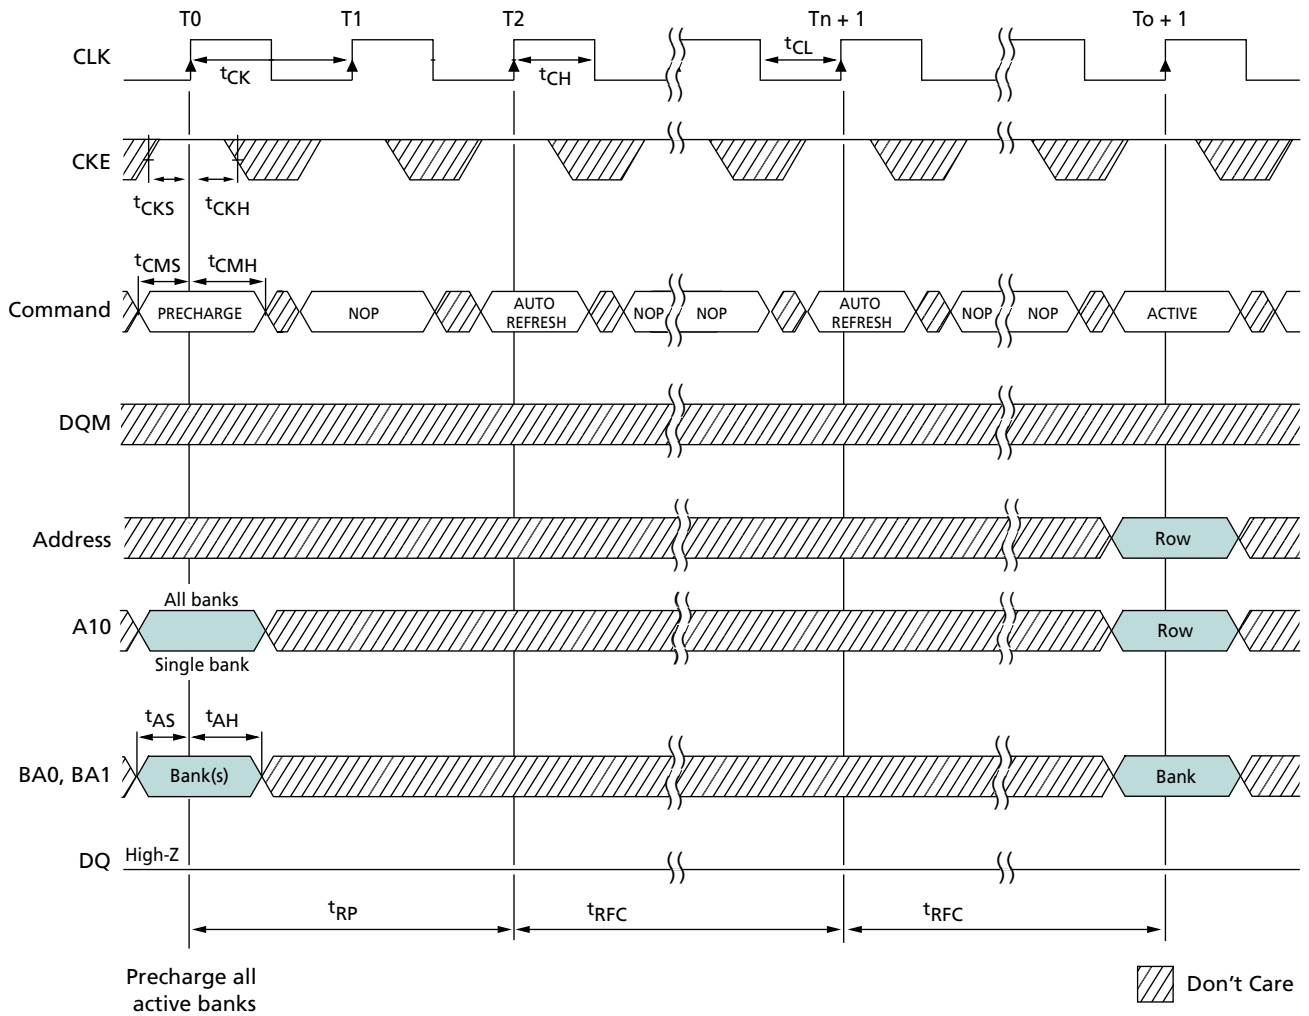 T0 T1 T2 Tn + 1 To + 1
CLK
tCK tCH tCL
CKE
tCKS tCKH
tCMS tCMH
Command PRECHARGE NOP AUTO REFRESH NOP NOP AUTO REFRESH NOP NOP ACTIVE
DQM
Address Row
All banks
A10 Row
Single bank
tAS tAH
BA0, BA1 Bank(s) Bank
DQ High-Z
tRP tRFC tRFC
Precharge all
active banks
Don't Care